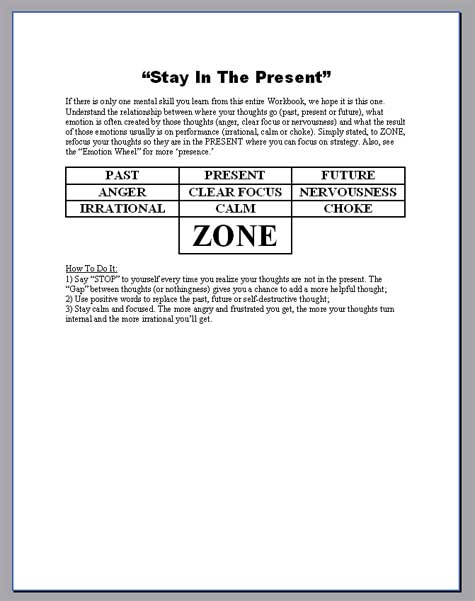 “Stay In The Present”
If there is only one mental skill you learn from this entire Workbook, we hope it is this one.
Understand the relationship between where your thoughts go (past, present or future), what
emotion is often created by those thoughts (anger, clear focus or nervousness) and what the result
of those emotions usually is on performance (irrational, calm or choke). Simply stated, to ZONE,
refocus your thoughts so they are in the PRESENT where you can focus on strategy. Also, see
the “Emotion Wheel” for more ‘presence.’
PAST PRESENT FUTURE
ANGER CLEAR FOCUS NERVOUSNESS
IRRATIONAL CALM CHOKE
ZONE
How To Do It:
1) Say “STOP” to yourself every time you realize your thoughts are not in the present. The
“Gap” between thoughts (or nothingness) gives you a chance to add a more helpful thought;
2) Use positive words to replace the past, future or self-destructive thought;
3) Stay calm and focused. The more angry and frustrated you get, the more your thoughts turn
internal and the more irrational you’ll get.